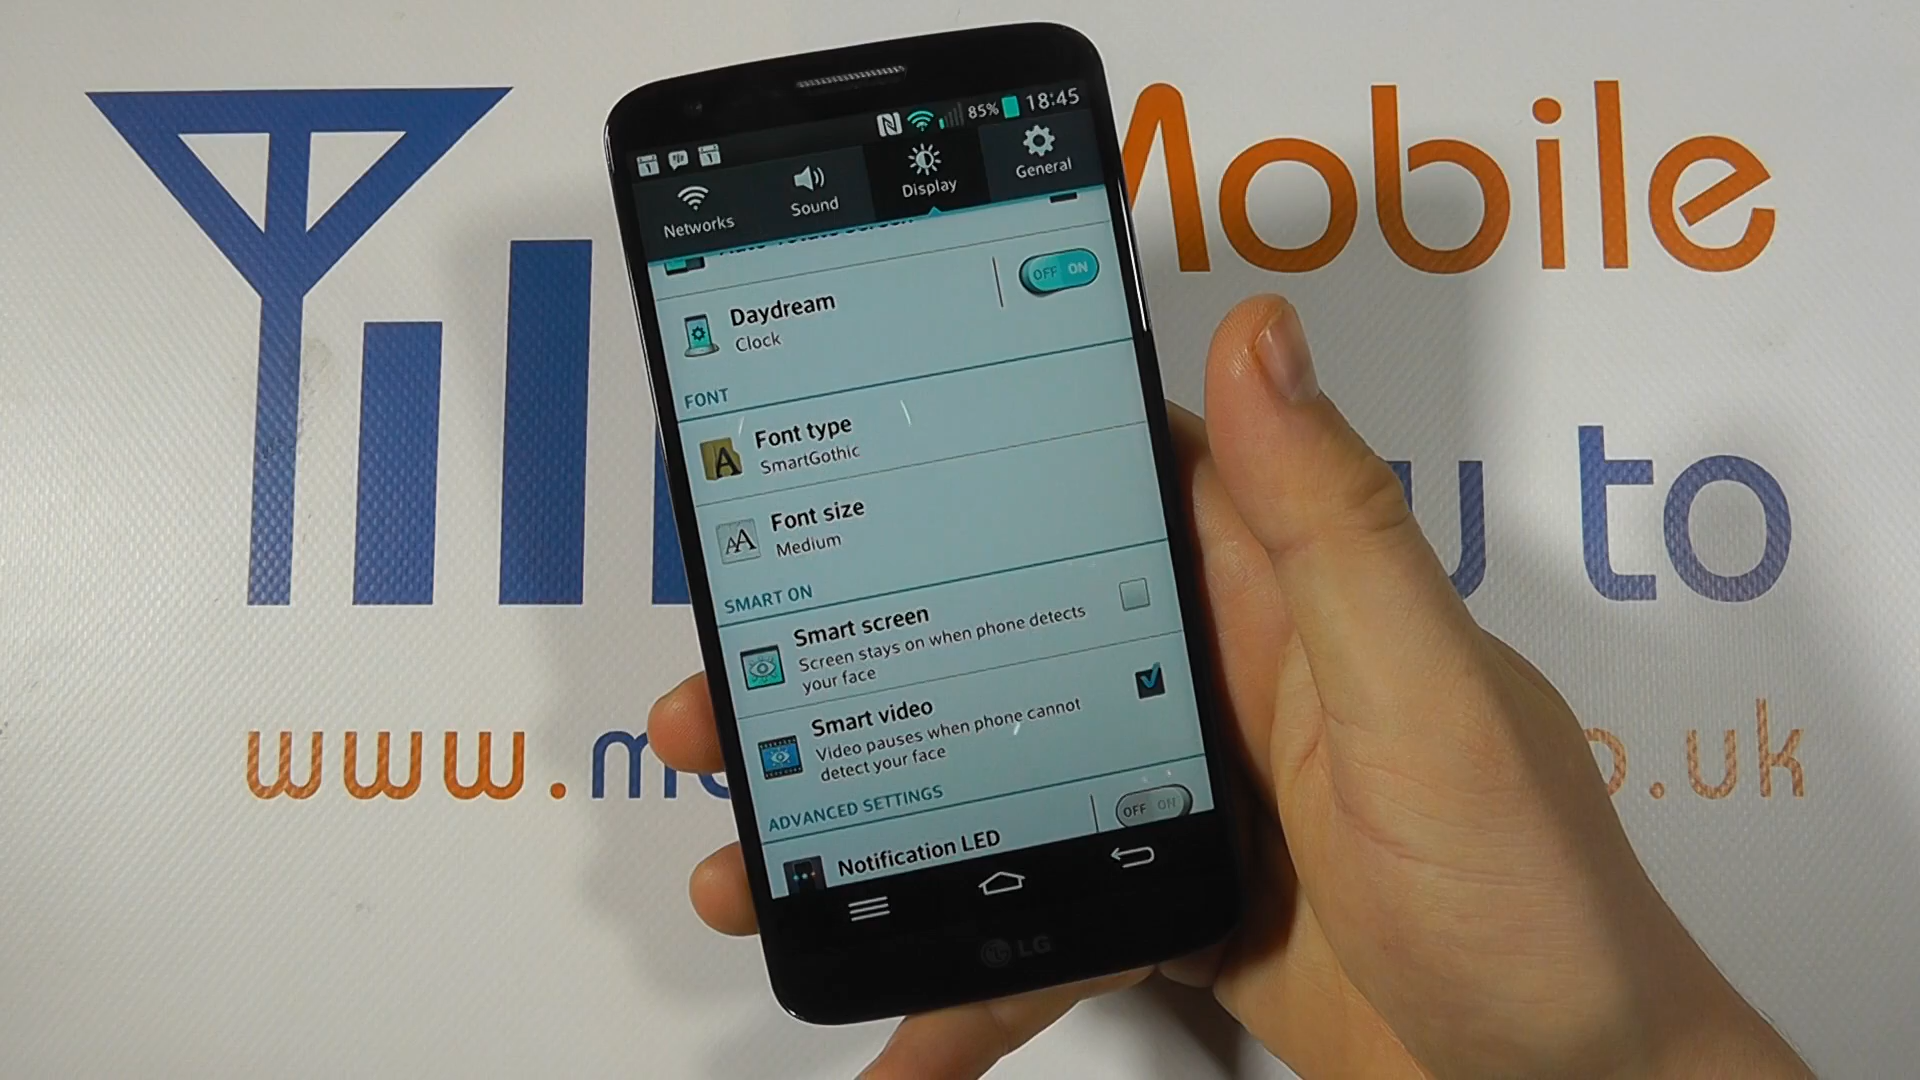 85% 18:45
Networks Sound Display General
Daydream
Clock
OFF ON
FONT
Font type
SmartGothic
Font size
Medium
SMART ON
Smart screen
Screen stays on when phone detects
your face
Smart video
Video pauses when phone cannot
detect your face
ADVANCED SETTINGS
OFF ON
Notification LED
LG
Mobile
to
www.
.uk